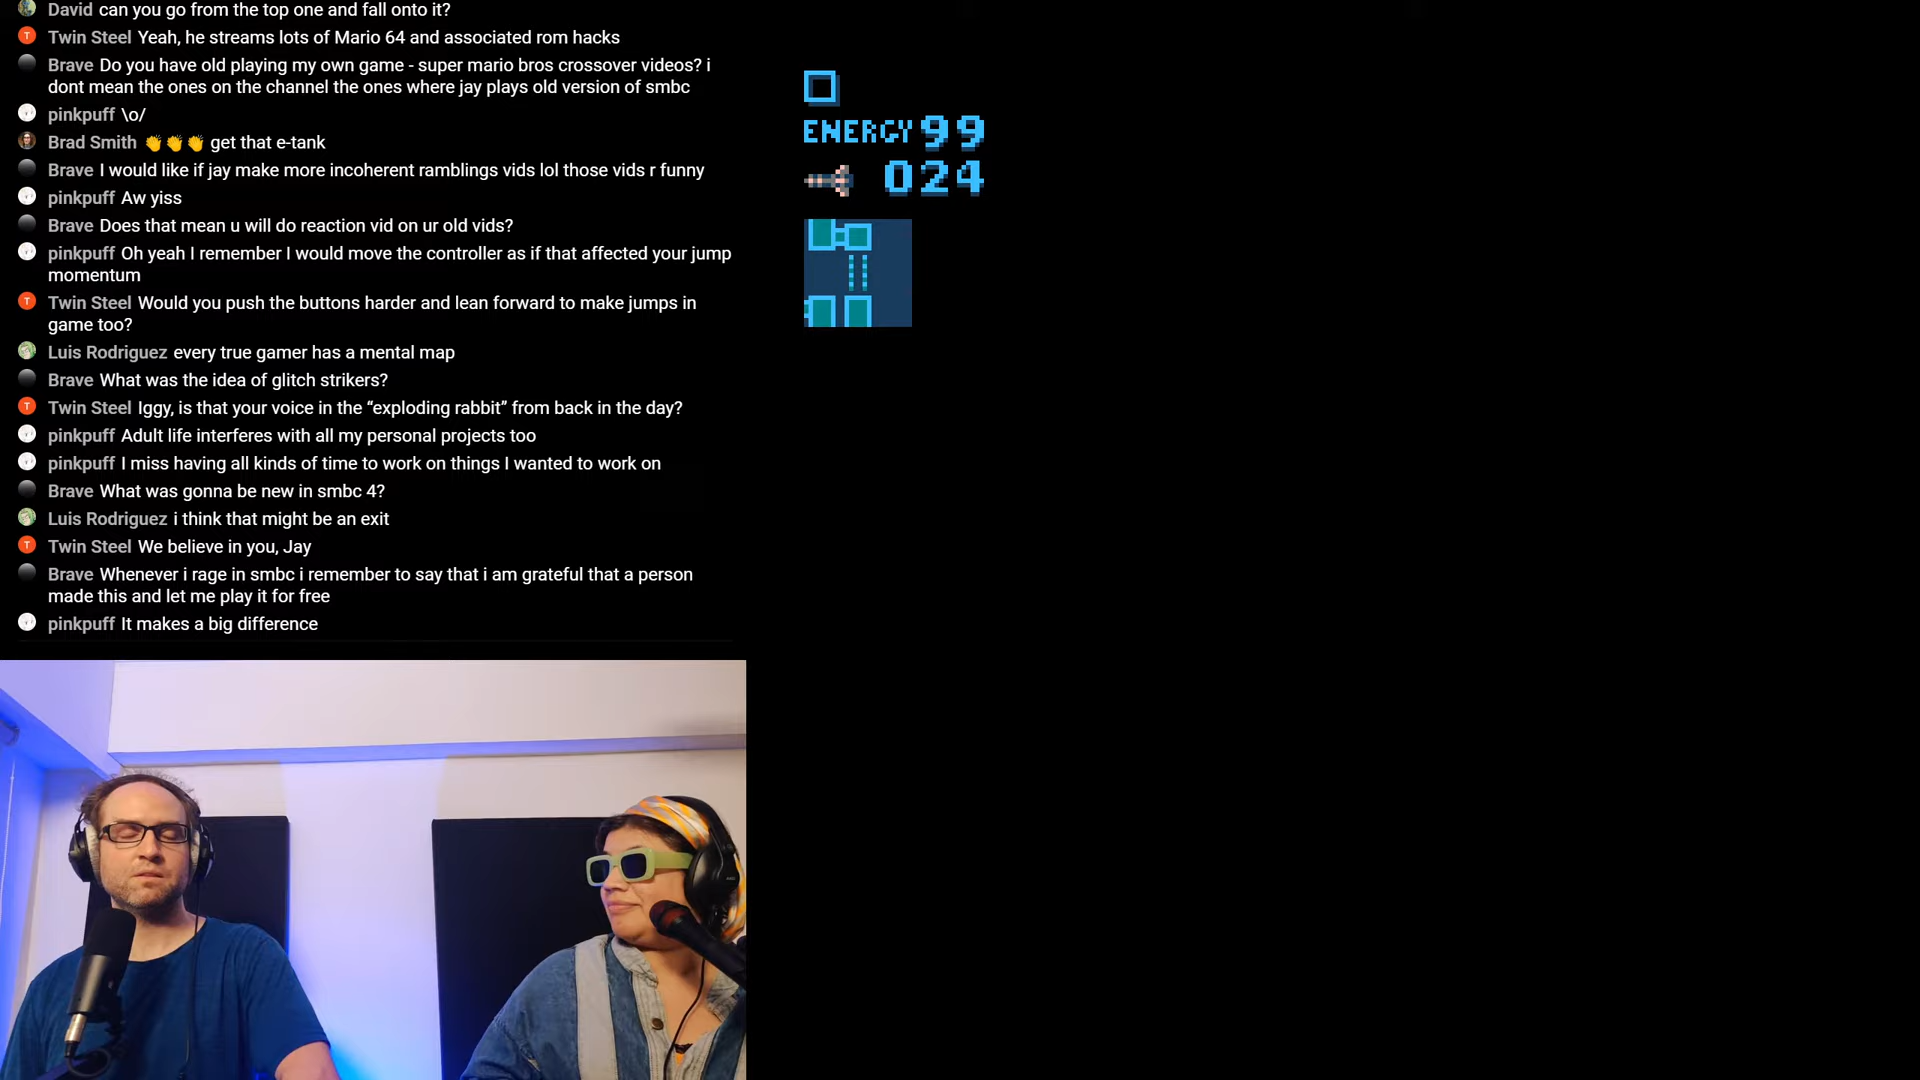 David can you go from the top one and fall onto it?
Twin Steel Yeah, he streams lots of Mario 64 and associated rom hacks
Brave Do you have old playing my own game - super mario bros crossover videos? i
dont mean the ones on the channel the ones where jay plays old version of smbc
pinkpuff \o/
Brad Smith 👏👏👏 get that e-tank
Brave I would like if jay make more incoherent ramblings vids lol those vids r funny
pinkpuff Aw yiss
Brave Does that mean u will do reaction vid on ur old vids?
pinkpuff Oh yeah I remember I would move the controller as if that affected your jump
momentum
T Twin Steel Would you push the buttons harder and lean forward to make jumps in
game too?
Luis Rodriguez every true gamer has a mental map
Brave What was the idea of glitch strikers?
T Twin Steel Iggy, is that your voice in the “exploding rabbit” from back in the day?
pinkpuff Adult life interferes with all my personal projects too
pinkpuff I miss having all kinds of time to work on things I wanted to work on
Brave What was gonna be new in smbc 4?
Luis Rodriguez i think that might be an exit
T Twin Steel We believe in you, Jay
Brave Whenever i rage in smbc i remember to say that i am grateful that a person
made this and let me play it for free
pinkpuff It makes a big difference
ENERGY 99
024